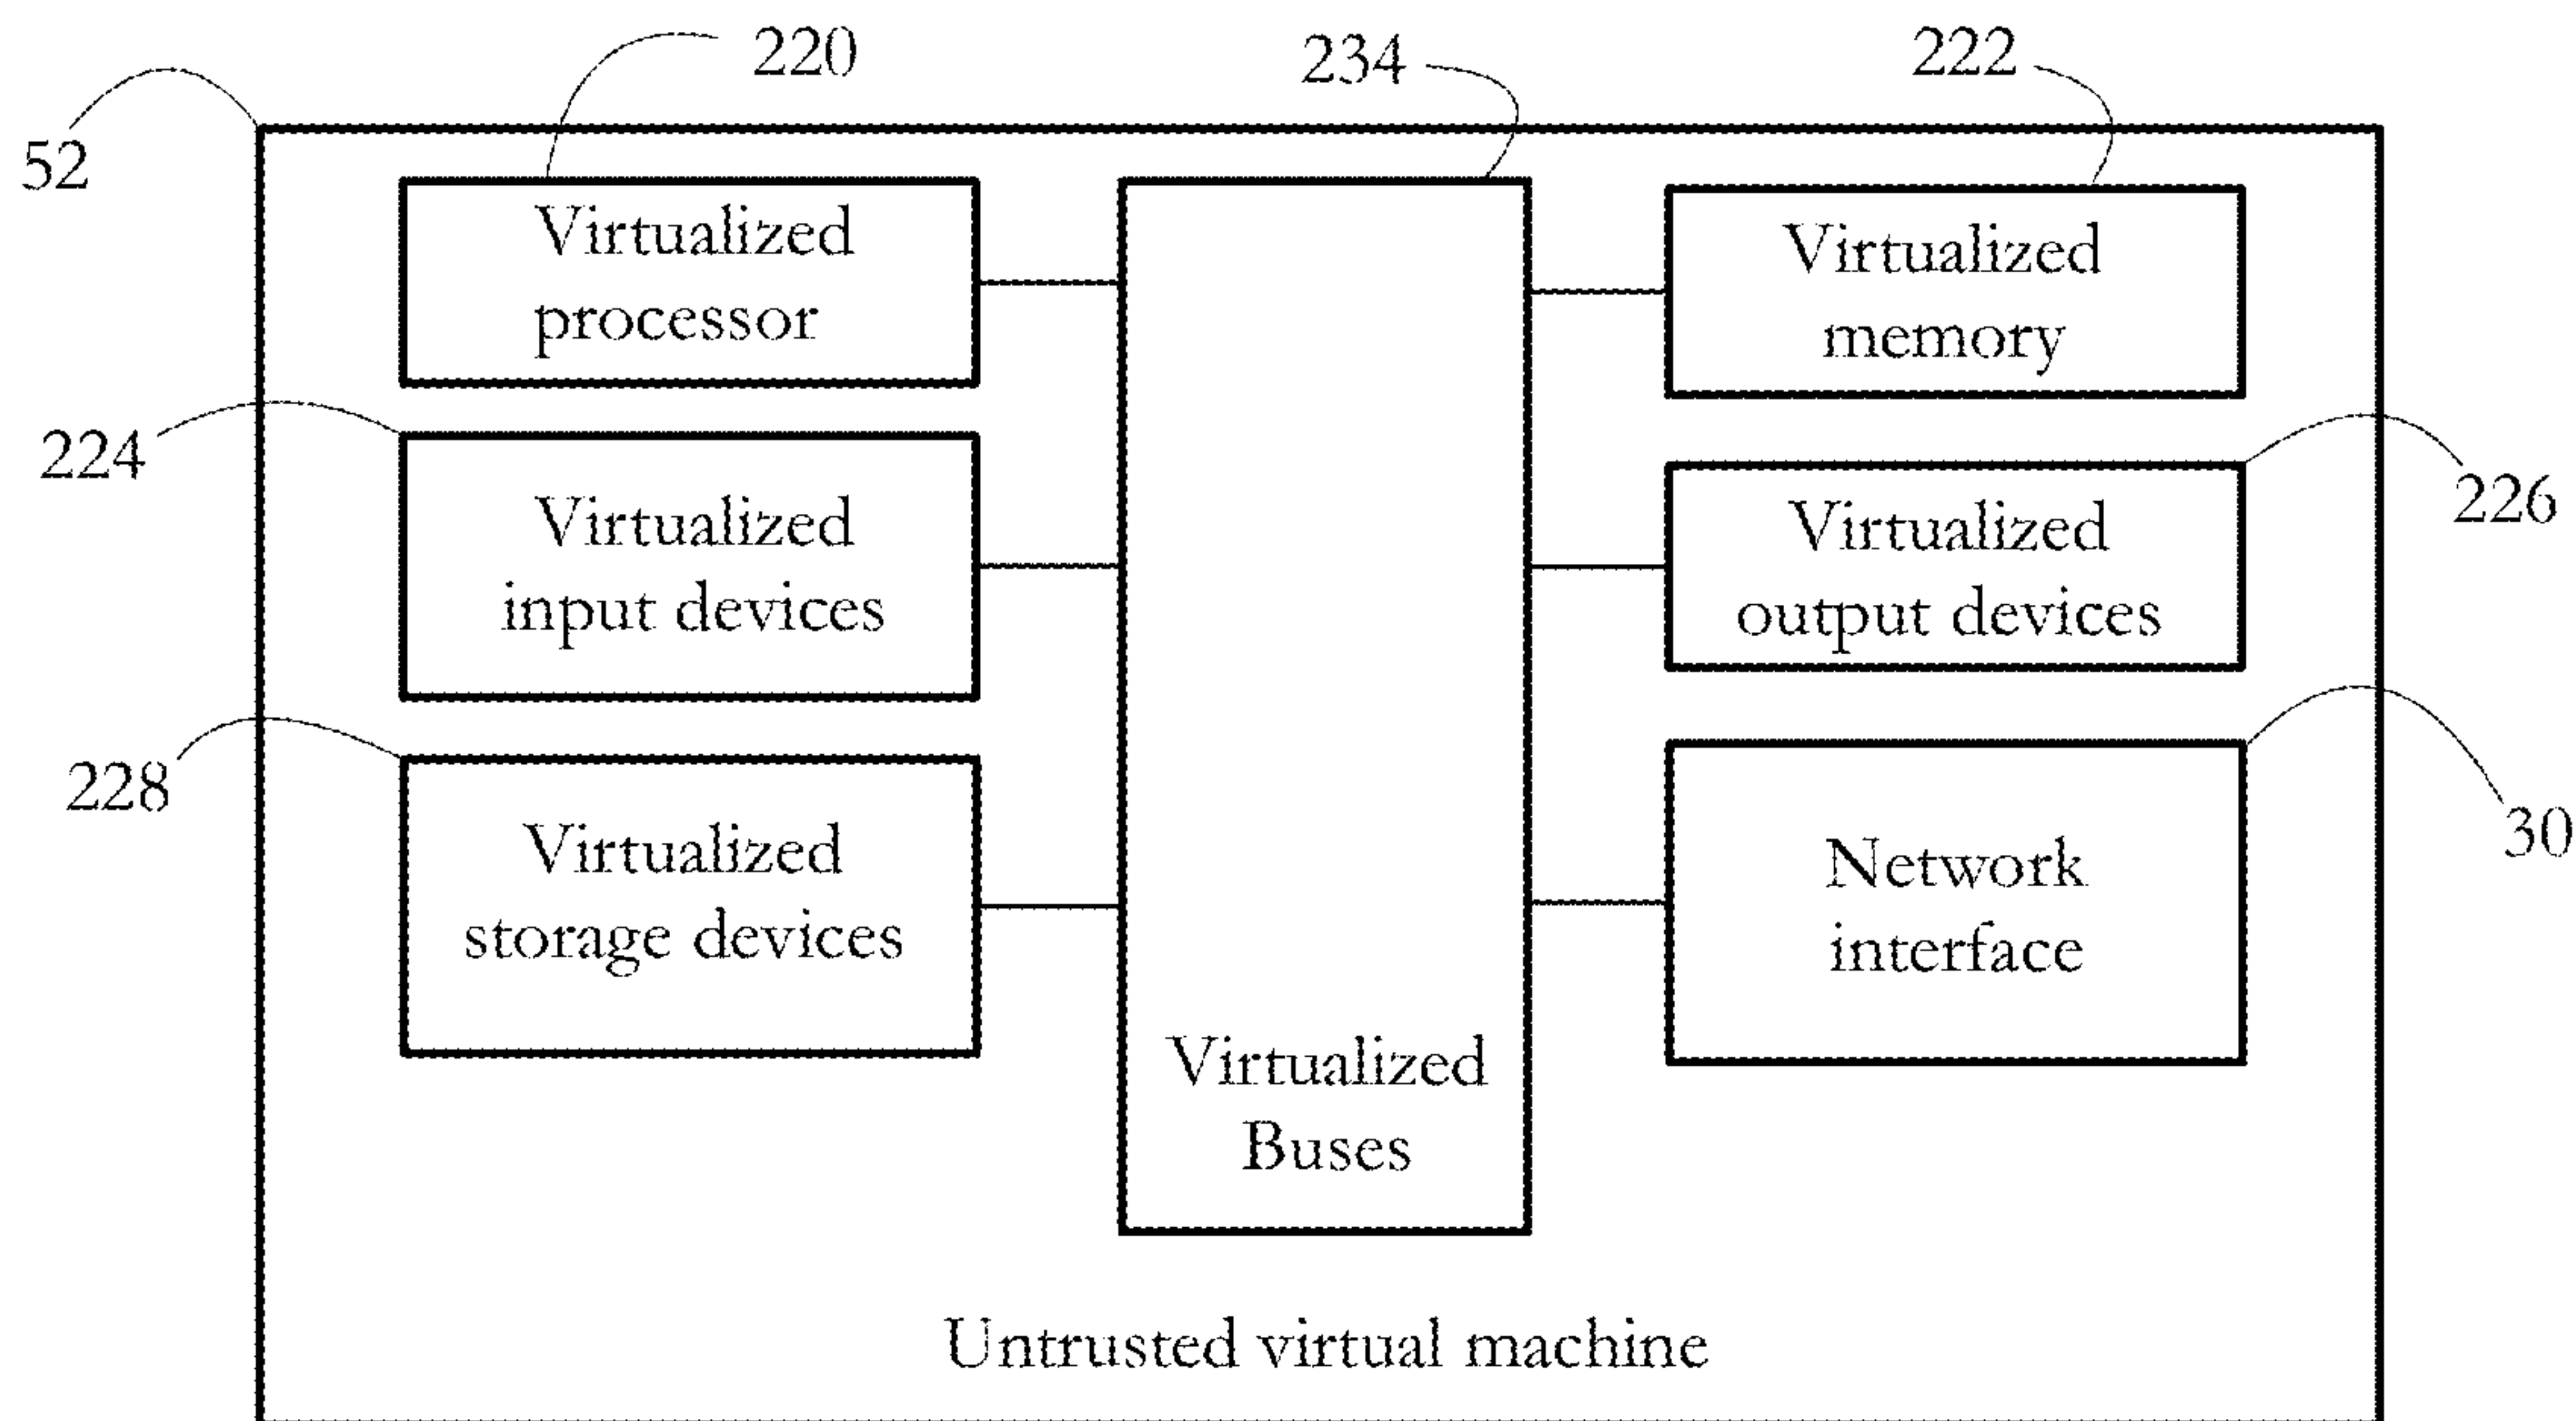 220
234
222
52
Virtualized
processor
Virtualized
memory
224
Virtualized
input devices
Virtualized
output devices
226
228
Virtualized
storage devices
Network
interface
30
Virtualized
Buses
Untrusted virtual machine